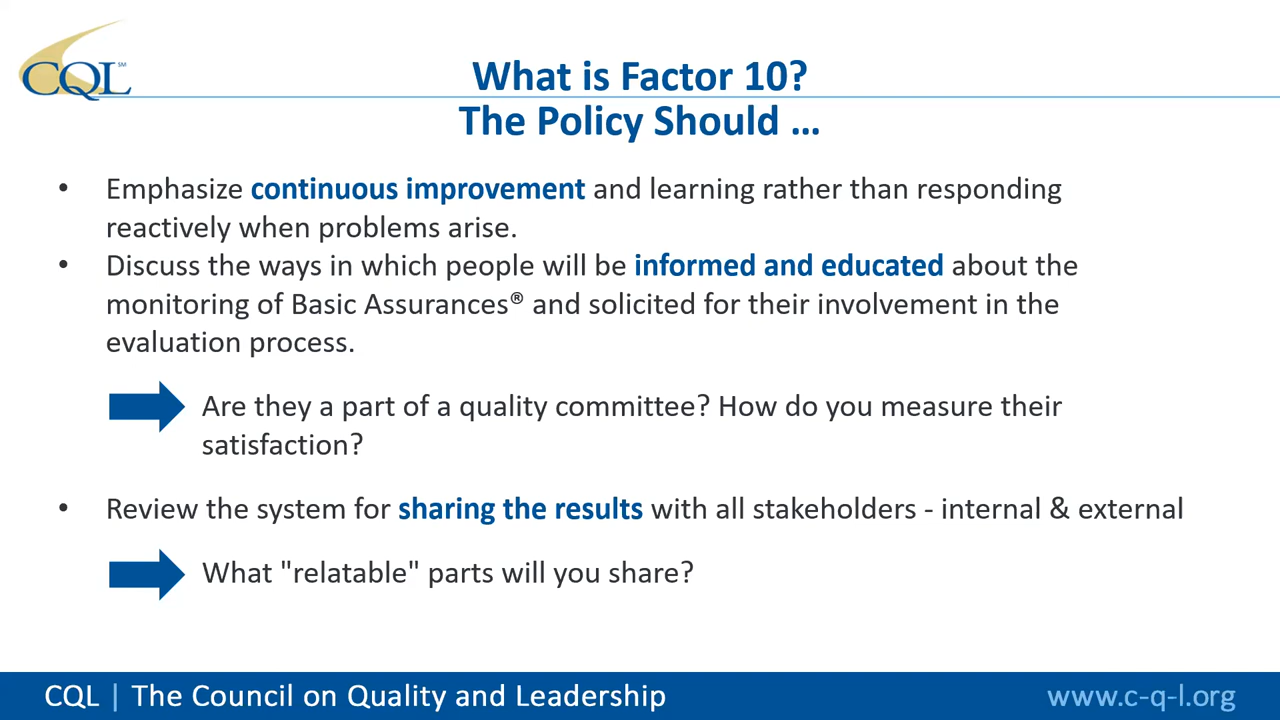 CQL SM
What is Factor 10?
The Policy Should ...
• Emphasize continuous improvement and learning rather than responding
reactively when problems arise.
• Discuss the ways in which people will be informed and educated about the
monitoring of Basic Assurances® and solicited for their involvement in the
evaluation process.
Are they a part of a quality committee? How do you measure their
satisfaction?
• Review the system for sharing the results with all stakeholders - internal & external
What "relatable" parts will you share?
CQL | The Council on Quality and Leadership
www.c-q-l.org